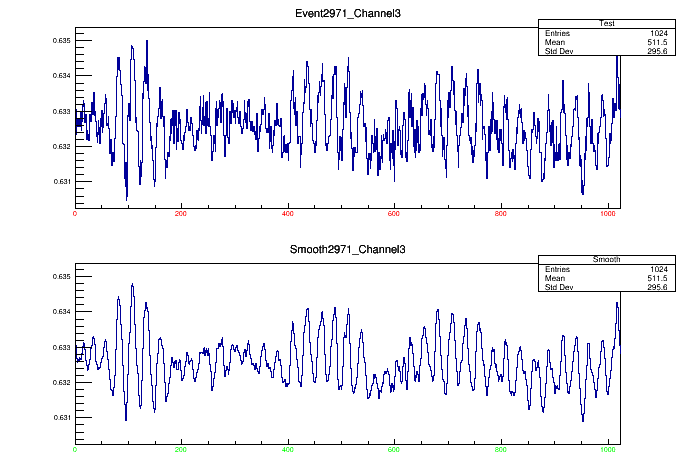 Event2971_Channel3
Test
Entries 1024
Mean 511.5
Std Dev 295.6
0.635
0.634
0.633
0.632
0.631
0 200 400 600 800 1000
Smooth2971_Channel3
Smooth
Entries 1024
Mean 511.5
Std Dev 295.6
0.635
0.634
0.633
0.632
0.631
0 200 400 600 800 1000